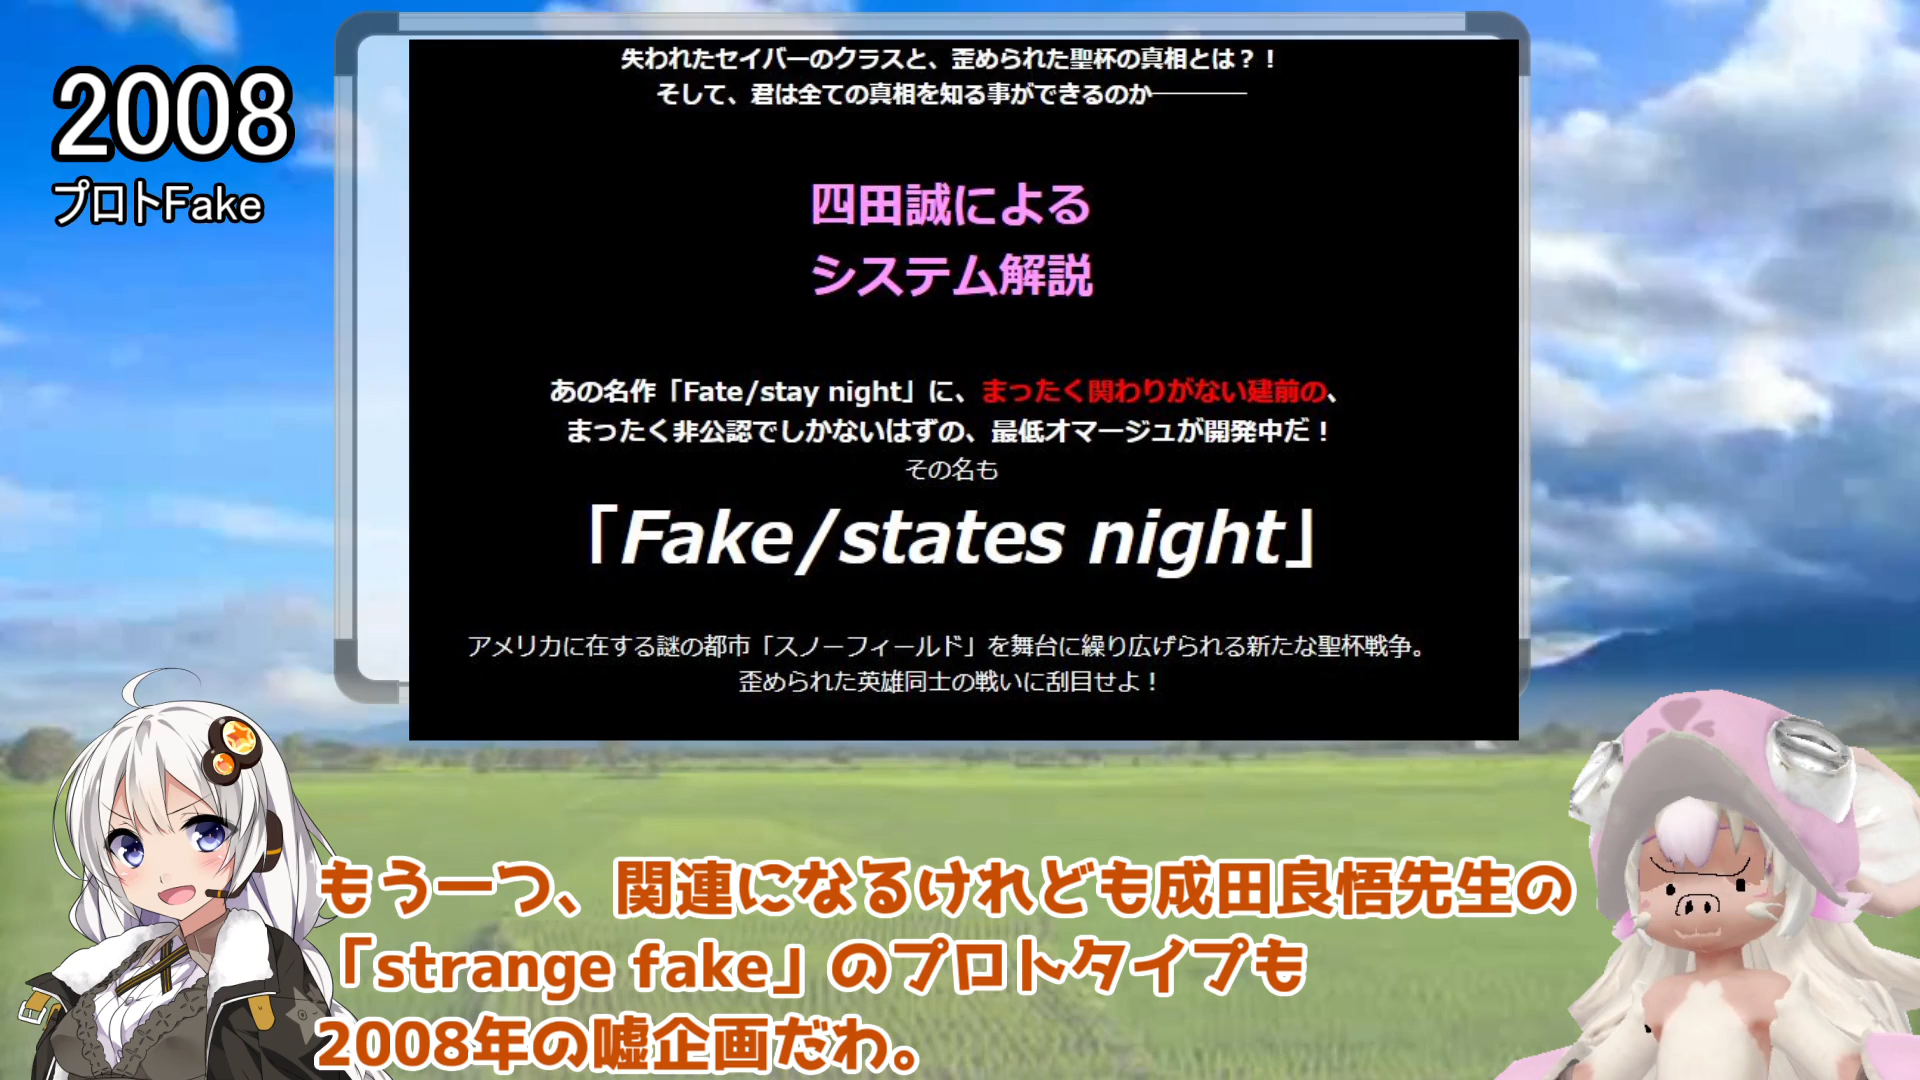 2008
プロトFake
失われたセイバーのクラスと、歪められた聖杯の真相とは？！
そして、君は全ての真相を知る事ができるのか――――
四田誠による
システム解説
あの名作「Fate/stay night」に、まったく関わりがない建前の、
まったく非公認でしかないはずの、最低オマージュが開発中だ！
その名も
「Fake/states night」
アメリカに在する謎の都市「スノーフィールド」を舞台に繰り広げられる新たな聖杯戦争。
歪められた英雄同士の戦いに刮目せよ！
もう一つ、関連になるけれども成田良悟先生の
「strange fake」のプロトタイプも
2008年の嘘企画だわ。